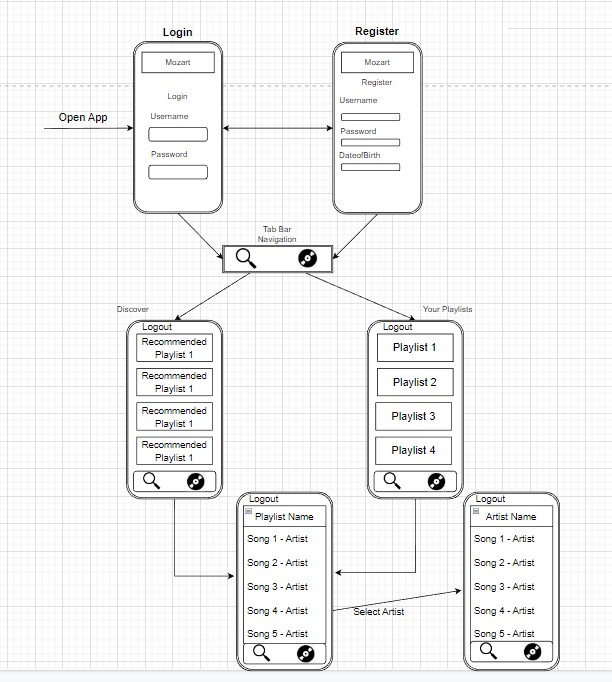 Login
Register
Mozart
Login
Username
Password
Mozart
Register
Username
Password
DateofBirth
Open App
Tab Bar
Navigation
Discover
Your Playlists
Logout
Recommended
Playlist 1
Recommended
Playlist 1
Recommended
Playlist 1
Recommended
Playlist 1
Logout
Playlist 1
Playlist 2
Playlist 3
Playlist 4
Logout
Playlist Name
Song 1 - Artist
Song 2 - Artist
Song 3 - Artist
Song 4 - Artist
Song 5 - Artist
Select Artist
Logout
Artist Name
Song 1 - Artist
Song 2 - Artist
Song 3 - Artist
Song 4 - Artist
Song 5 - Artist